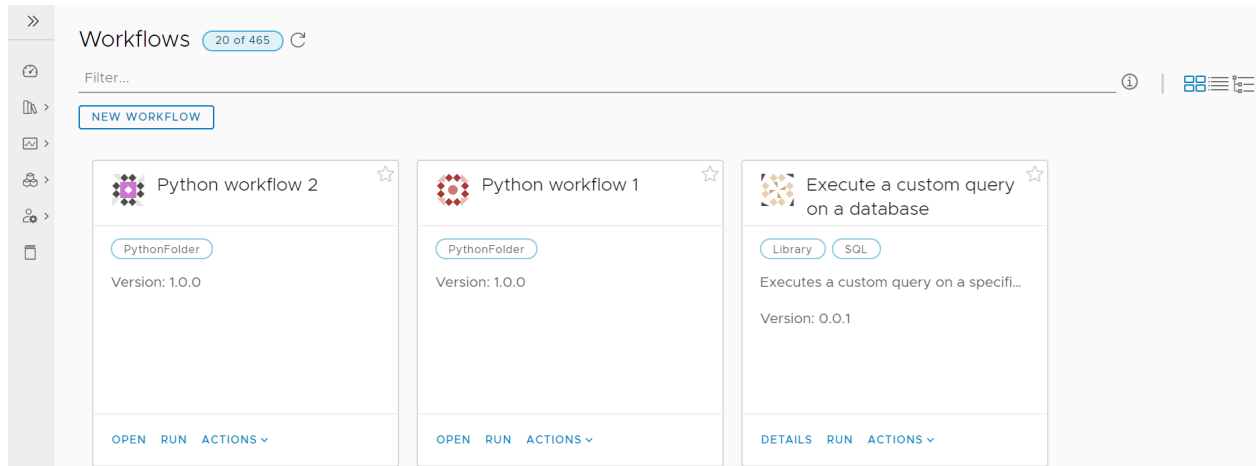 Workflows 20 of 465
Filter...
NEW WORKFLOW
Python workflow 2
PythonFolder
Version: 1.0.0
OPEN RUN ACTIONS
Python workflow 1
PythonFolder
Version: 1.0.0
OPEN RUN ACTIONS
Execute a custom query
on a database
Library SQL
Executes a custom query on a specifi...
Version: 0.0.1
DETAILS RUN ACTIONS